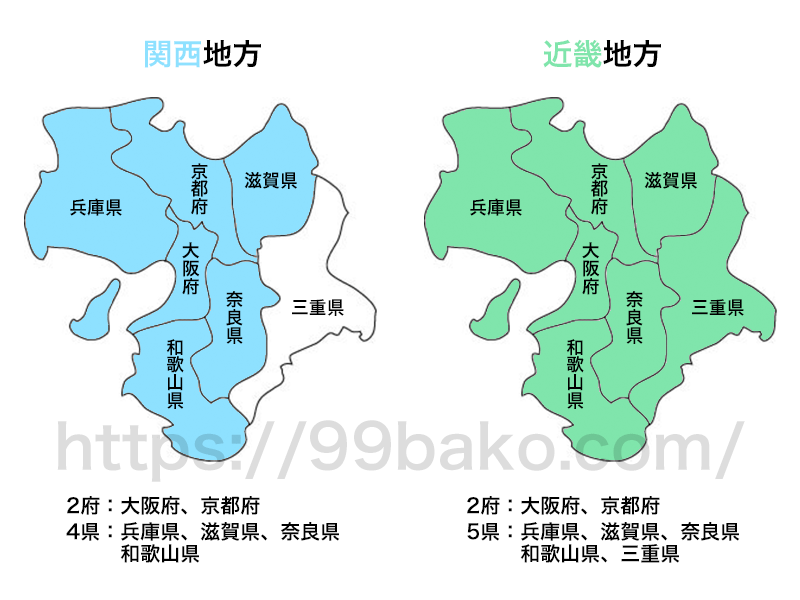 関西地方
近畿地方
兵庫県
京都府
滋賀県
大阪府
奈良県
三重県
和歌山県
兵庫県
京都府
滋賀県
大阪府
奈良県
三重県
和歌山県
https://99bako.com/
2府：大阪府、京都府
4県：兵庫県、滋賀県、奈良県
和歌山県
2府：大阪府、京都府
5県：兵庫県、滋賀県、奈良県
和歌山県、三重県